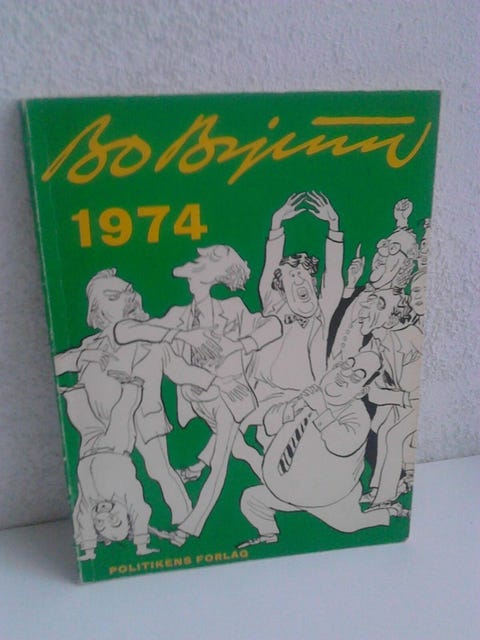 Bo Bojesen
1974
POLITIKENS FORLAG